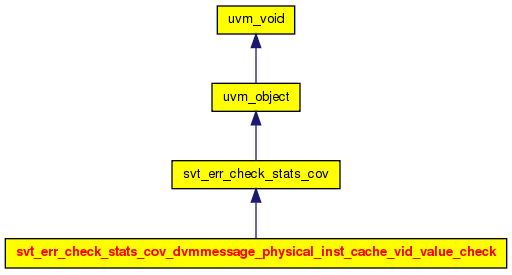 uvm_void
uvm_object
svt_err_check_stats_cov
svt_err_check_stats_cov_dvmmessage_physical_inst_cache_vid_value_check